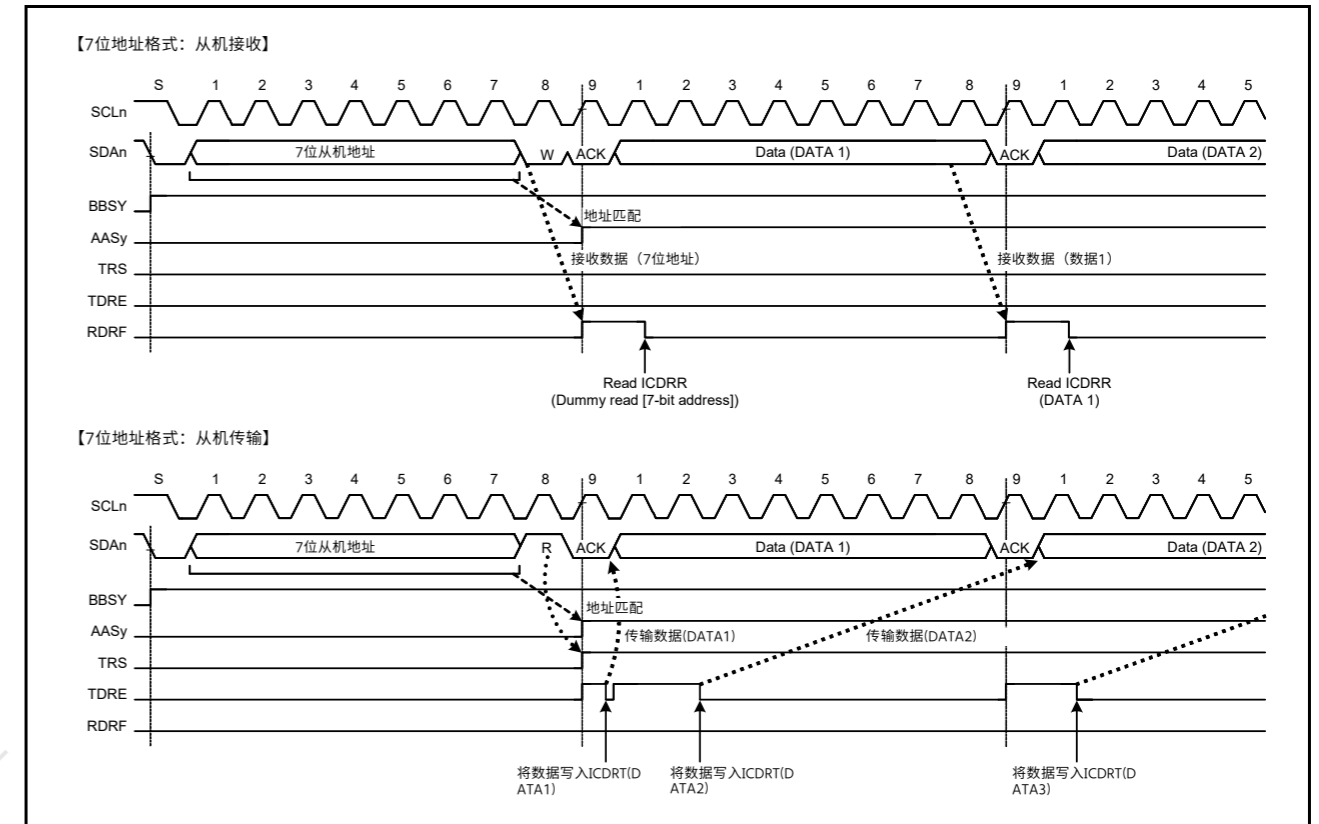 【7位地址格式：从机接收】
S 1 2 3 4 5 6 7 8 9 1 2 3 4 5 6 7 8 9 1 2 3 4 5
SCLn
SDAn 7位从机地址 W ACK Data (DATA 1) ACK Data (DATA 2)
BBSY
地址匹配
AASy
接收数据（7位地址） 接收数据（数据1）
TRS
TDRE
RDRF
Read ICDRR Read ICDRR
(Dummy read [7-bit address]) (DATA 1)
【7位地址格式：从机传输】
S 1 2 3 4 5 6 7 8 9 1 2 3 4 5 6 7 8 9 1 2 3 4 5
SCLn
SDAn 7位从机地址 R ACK Data (DATA 1) ACK Data (DATA 2)
BBSY
地址匹配
AASy 传输数据(DATA1) 传输数据(DATA2)
TRS
TDRE
RDRF
将数据写入ICDRT(D 将数据写入ICDRT(D 将数据写入ICDRT(D
ATA1) ATA2) ATA3)